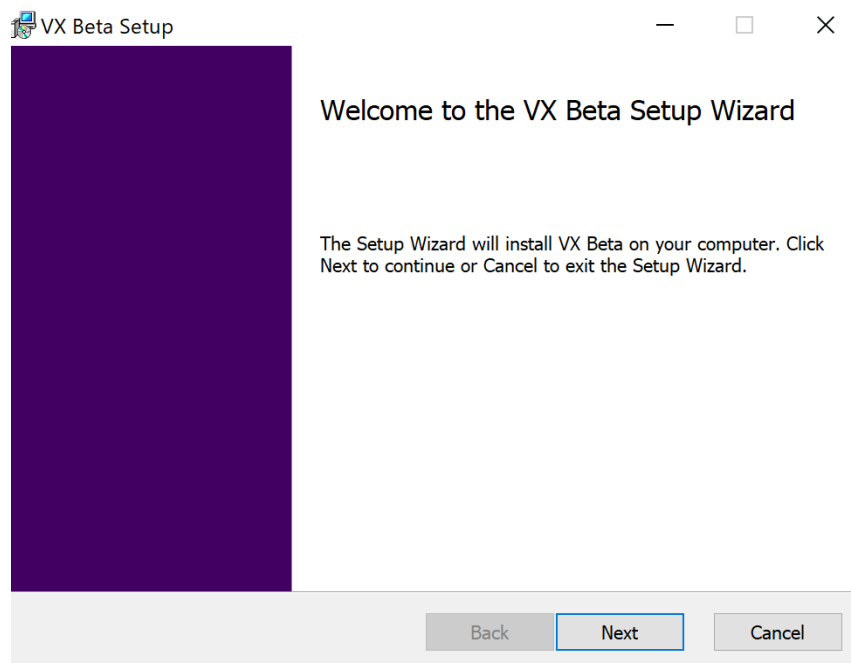 VX Beta Setup
Welcome to the VX Beta Setup Wizard
The Setup Wizard will install VX Beta on your computer. Click
Next to continue or Cancel to exit the Setup Wizard.
Back Next Cancel